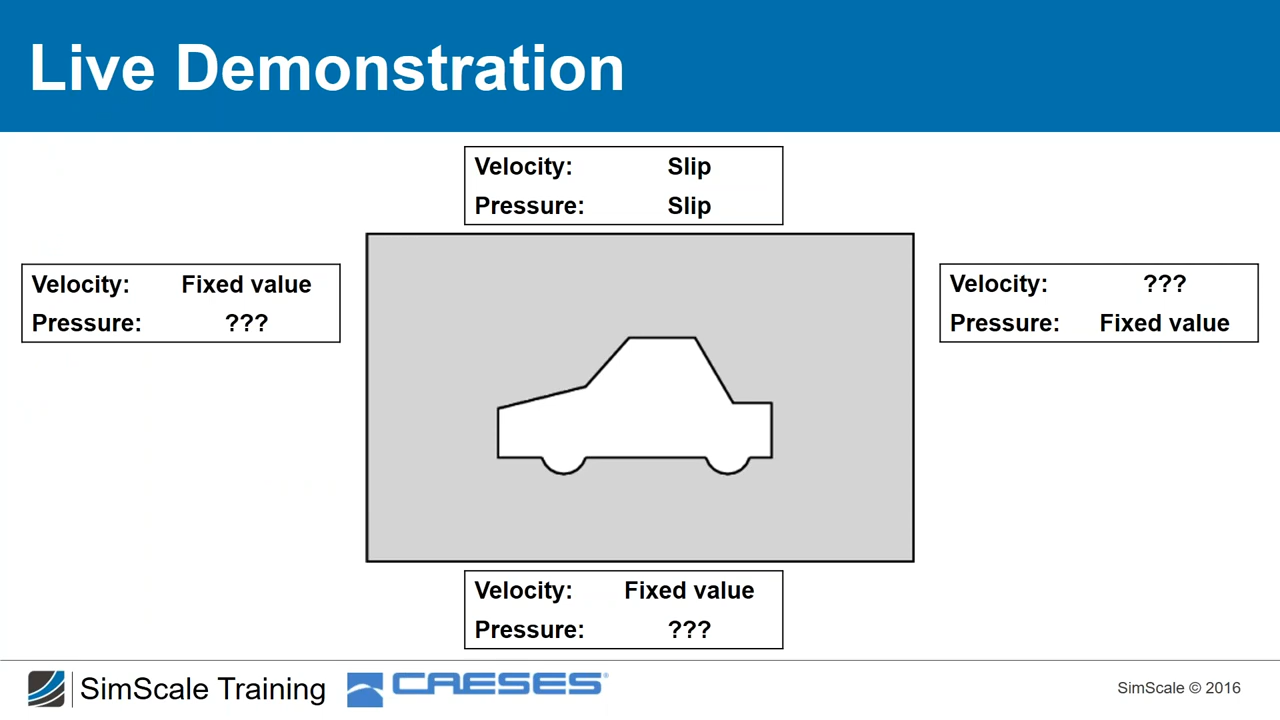 Live Demonstration
Velocity: Slip
Pressure: Slip
Velocity: Fixed value
Pressure: ???
Velocity: ???
Pressure: Fixed value
Velocity: Fixed value
Pressure: ???
SimScale Training
CAESES®
SimScale © 2016